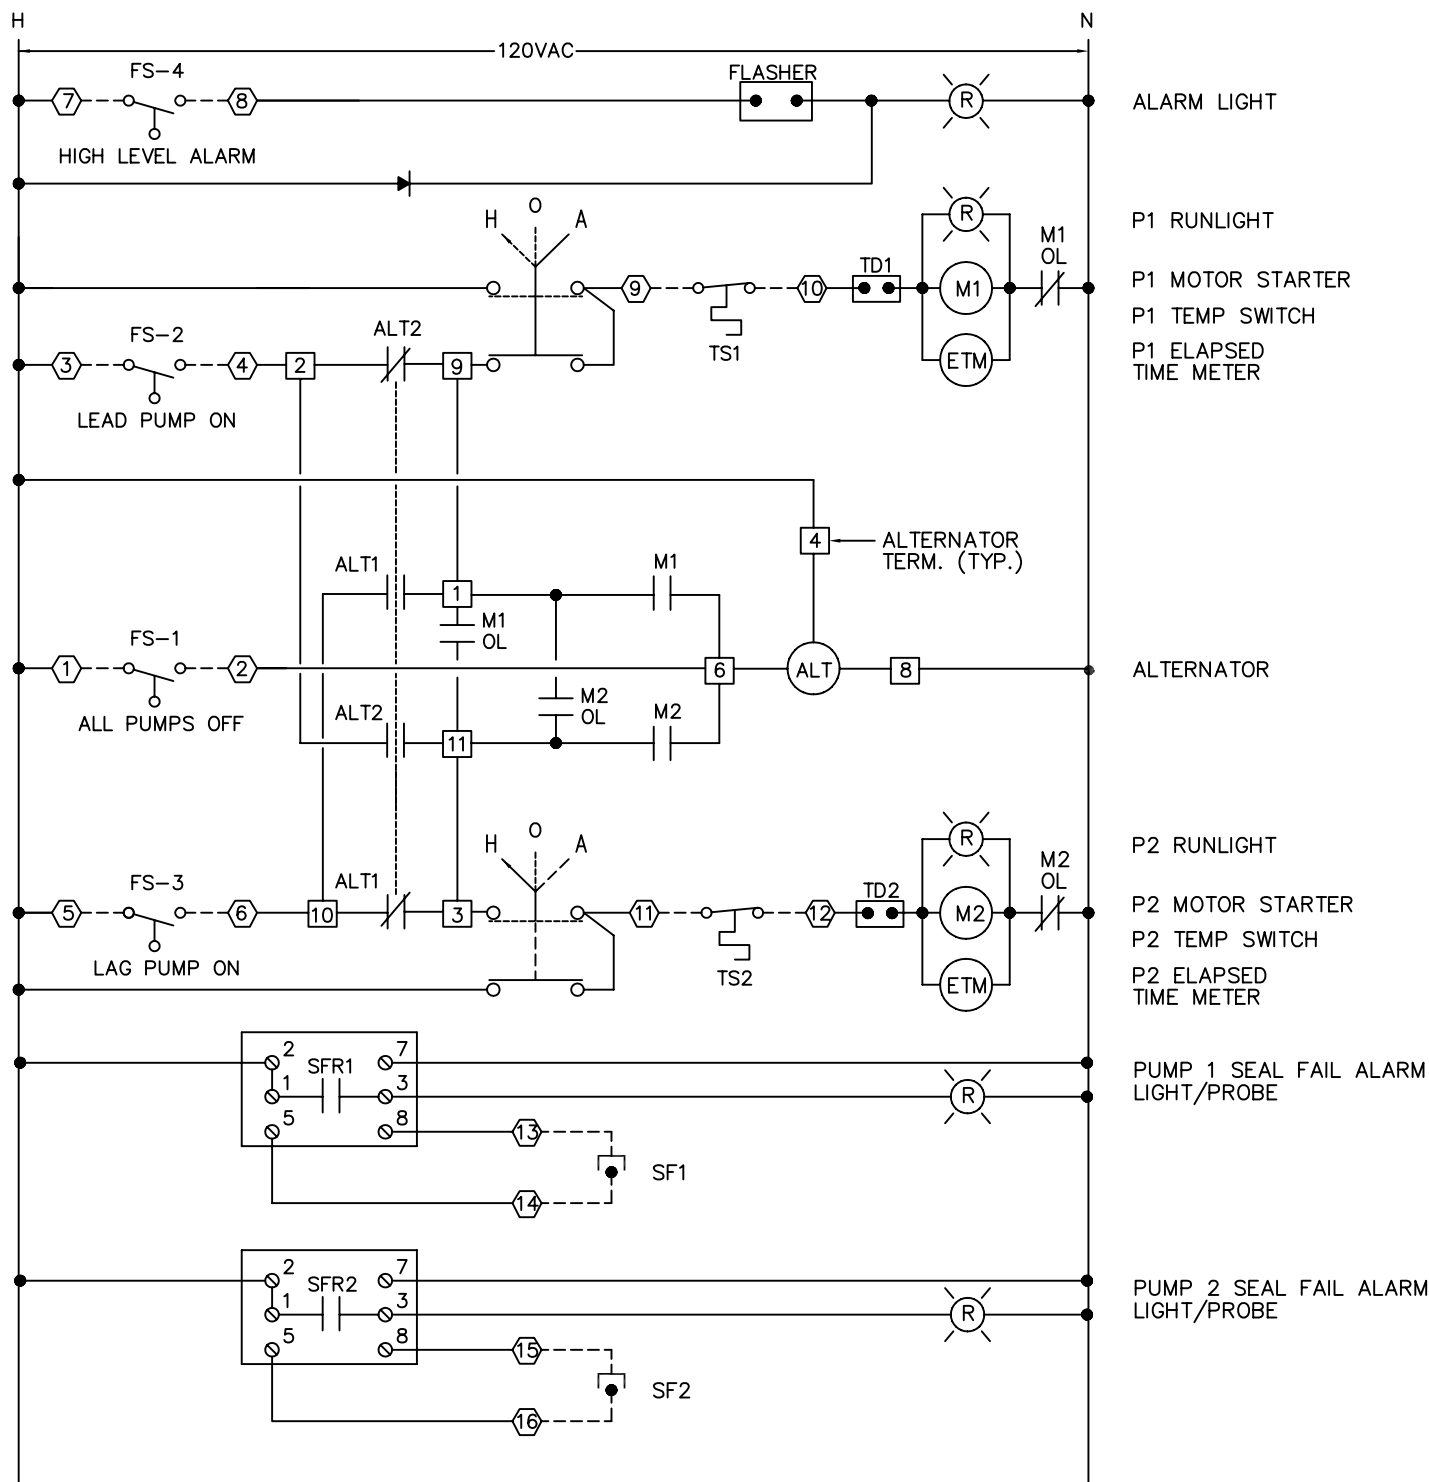 H
N
120VAC
FS-4
FLASHER
7
8
R
ALARM LIGHT
HIGH LEVEL ALARM
H
O
A
R
P1 RUNLIGHT
M1
OL
TD1
9
10
M1
P1 MOTOR STARTER
TS1
P1 TEMP SWITCH
FS-2
ALT2
3
4
2
9
ETM
P1 ELAPSED
TIME METER
LEAD PUMP ON
4
ALTERNATOR
TERM. (TYP.)
ALT1
M1
1
M1
OL
FS-1
1
2
6
ALT
8
ALTERNATOR
ALL PUMPS OFF
ALT2
M2
OL
M2
11
H
O
A
R
P2 RUNLIGHT
M2
OL
FS-3
ALT1
TD2
5
6
10
3
11
12
M2
P2 MOTOR STARTER
P2 TEMP SWITCH
LAG PUMP ON
TS2
ETM
P2 ELAPSED
TIME METER
2
SFR1
7
PUMP 1 SEAL FAIL ALARM
LIGHT/PROBE
1
3
R
5
8
13
SF1
14
2
SFR2
7
PUMP 2 SEAL FAIL ALARM
LIGHT/PROBE
1
3
R
5
8
15
SF2
16